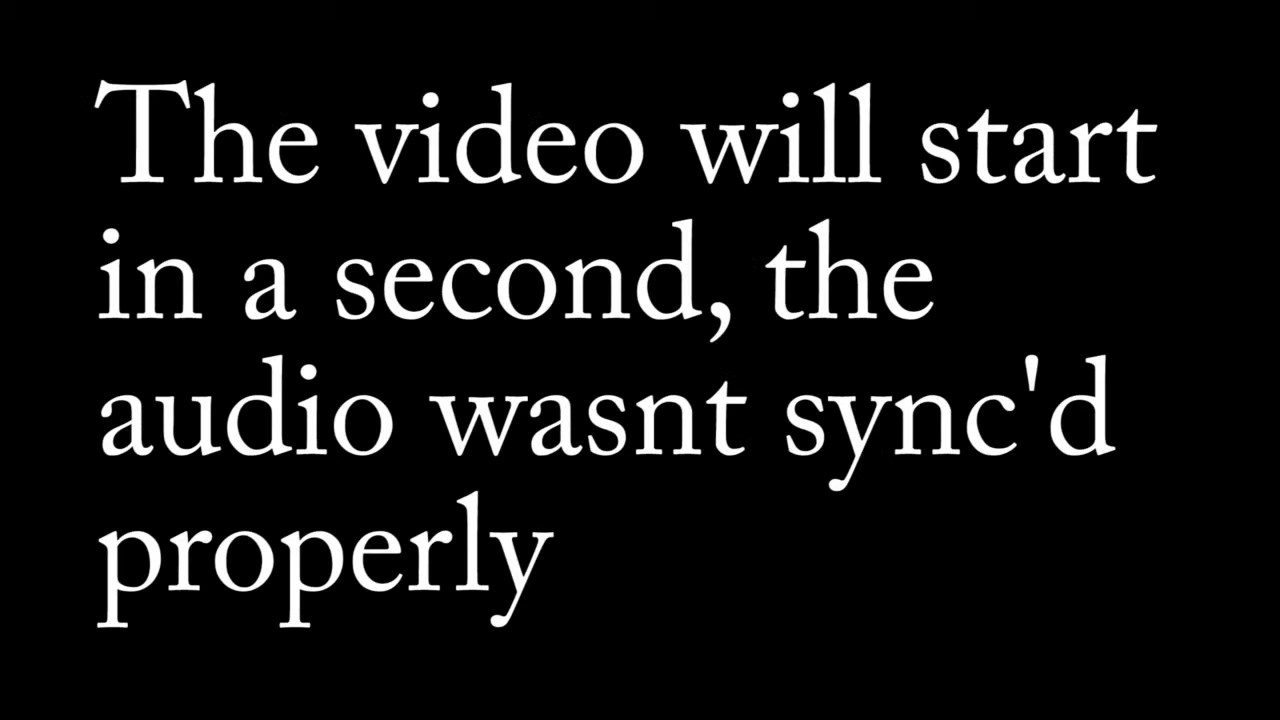 The video will start
in a second, the
audio wasnt sync'd
properly